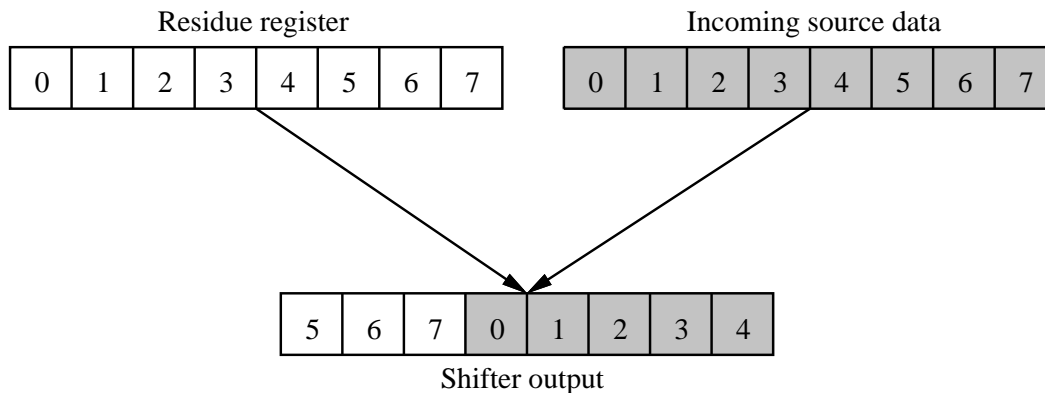 Residue register
Incoming source data
0 1 2 3 4 5 6 7
0 1 2 3 4 5 6 7
5 6 7 0 1 2 3 4
Shifter output